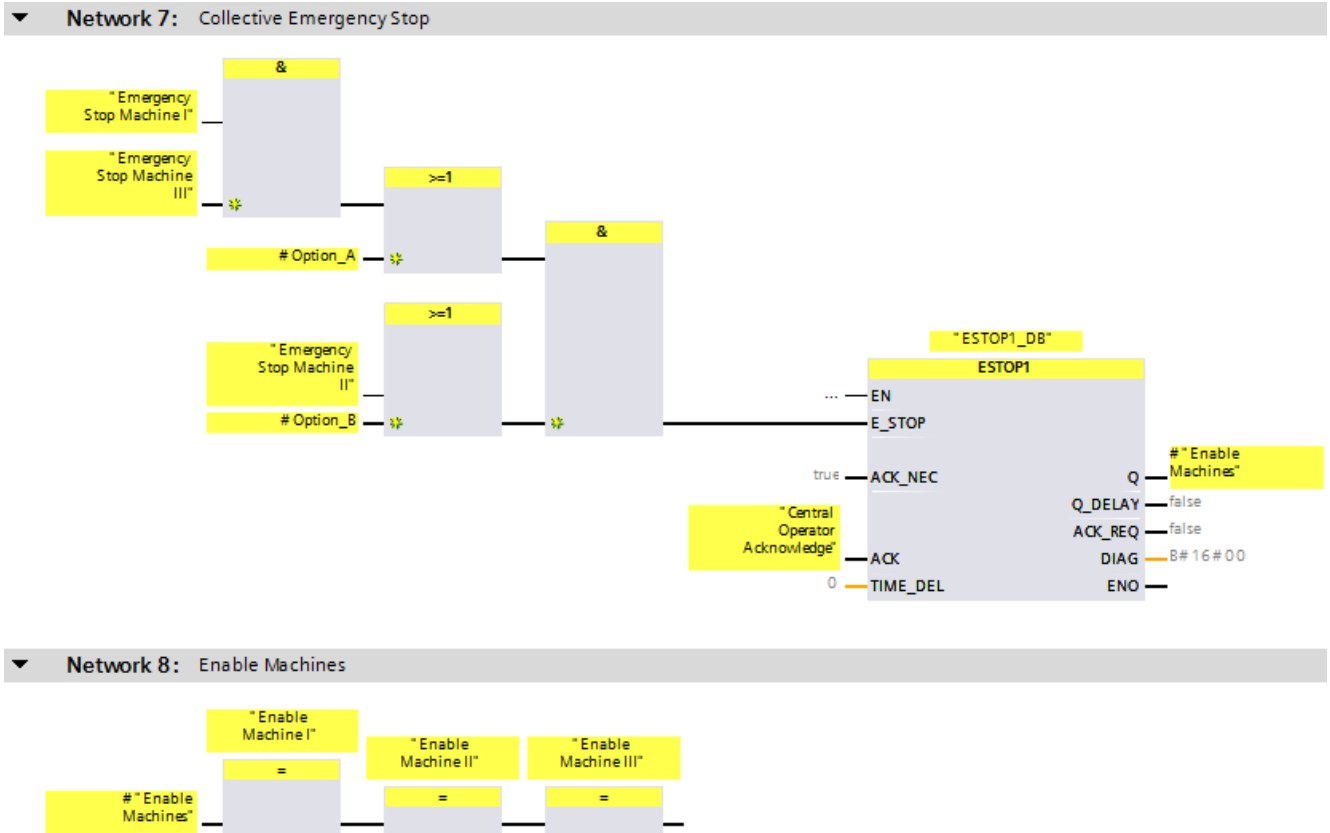 Network 7: Collective Emergency Stop
&
"Emergency
Stop Machine I"
"Emergency
Stop Machine
III"
>=1
#Option_A
&
>=1
"Emergency
Stop Machine
II"
#Option_B
"ESTOP1_DB"
ESTOP1
... EN
E_STOP
true ACK_NEC
Q
#"Enable
Machines"
Q_DELAY false
"Central
Operator
Acknowledge"
ACK_REQ false
ACK
DIAG B#16#00
0 TIME_DEL
ENO
Network 8: Enable Machines
"Enable
Machine I"
"Enable
Machine II"
"Enable
Machine III"
=
=
=
#"Enable
Machines"